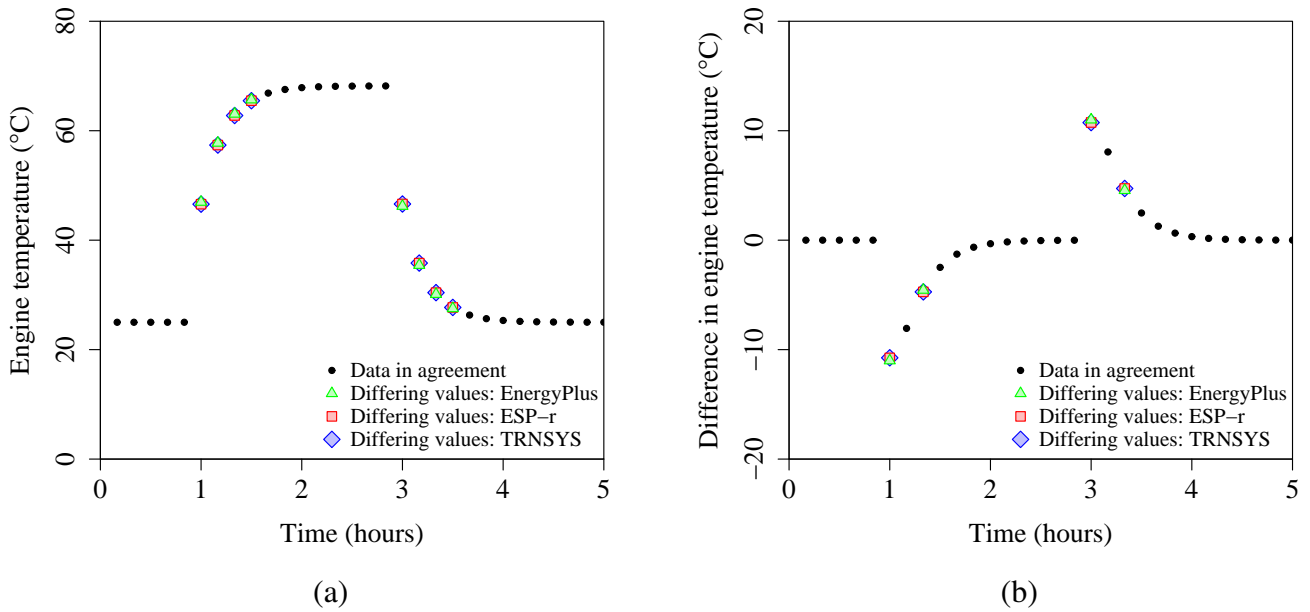 Engine temperature (°C)
80
60
40
20
0
Data in agreement
Differing values: EnergyPlus
Differing values: ESP−r
Differing values: TRNSYS
0 1 2 3 4 5
Time (hours)
(a)
Difference in engine temperature (°C)
20
10
0
−10
−20
Data in agreement
Differing values: EnergyPlus
Differing values: ESP−r
Differing values: TRNSYS
0 1 2 3 4 5
Time (hours)
(b)